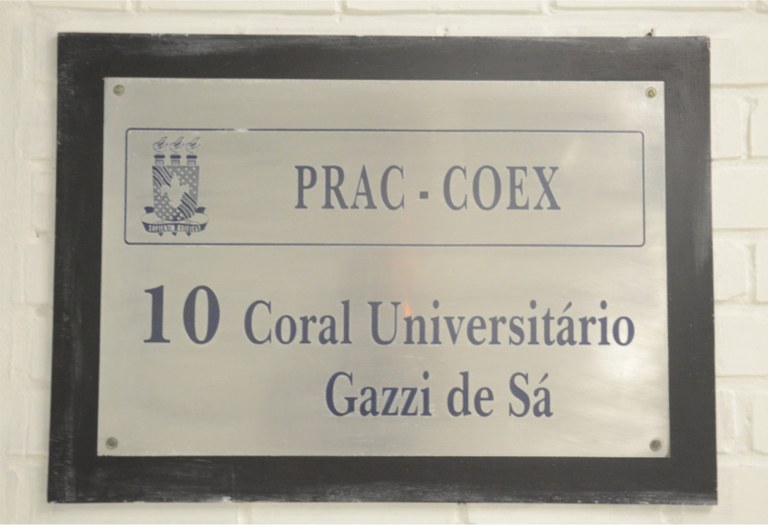 PRAC - COEX
10 Coral Universitário
Gazzi de Sá